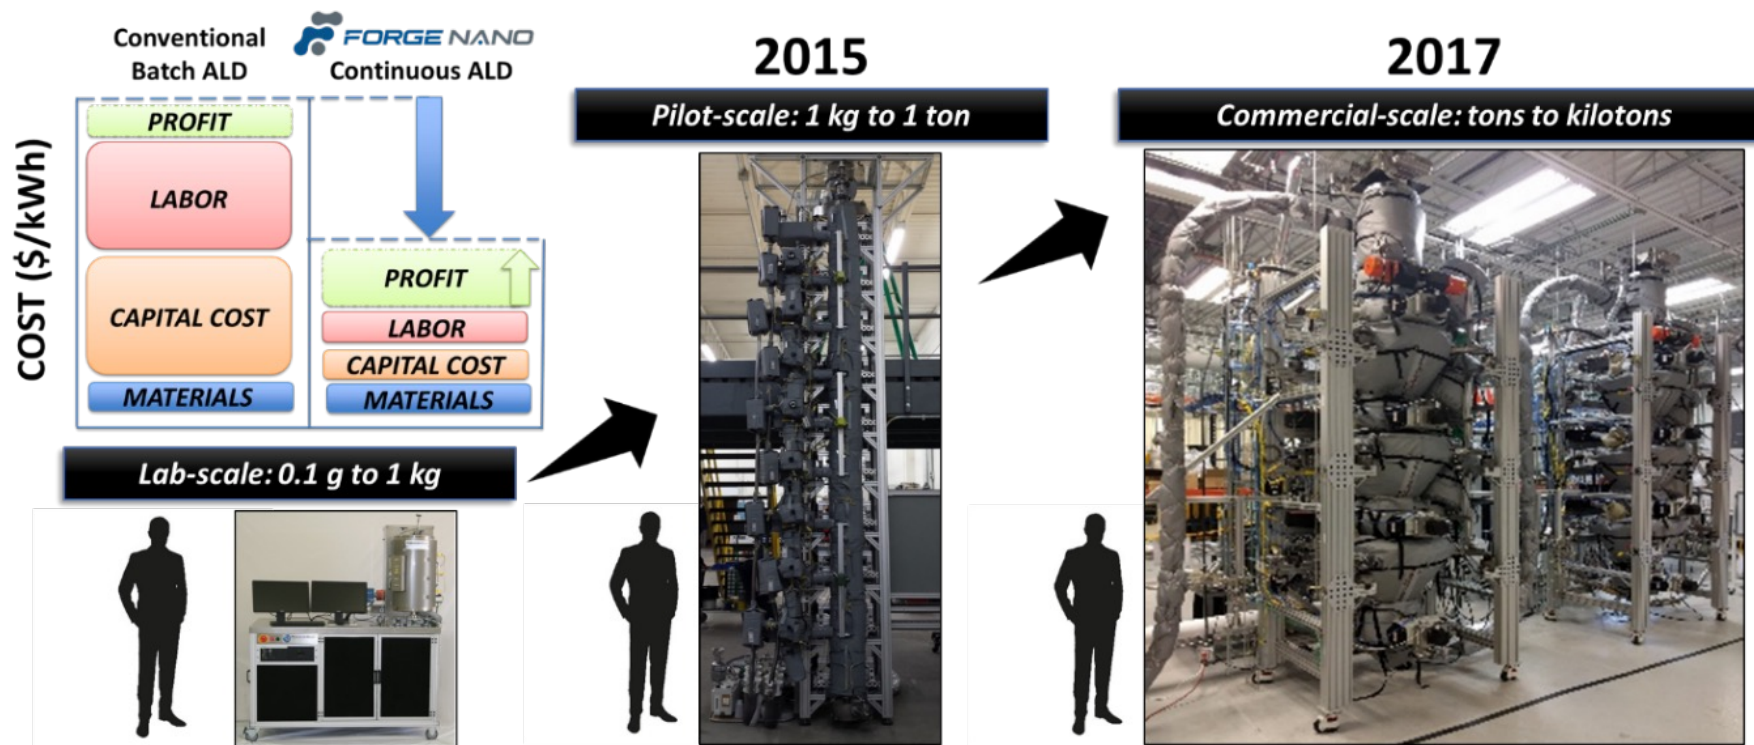 Conventional
Batch ALD
FORGE NANO
Continuous ALD
COST ($/kWh)
PROFIT
LABOR
CAPITAL COST
MATERIALS
PROFIT
LABOR
CAPITAL COST
MATERIALS
Lab-scale: 0.1 g to 1 kg
2015
Pilot-scale: 1 kg to 1 ton
2017
Commercial-scale: tons to kilotons